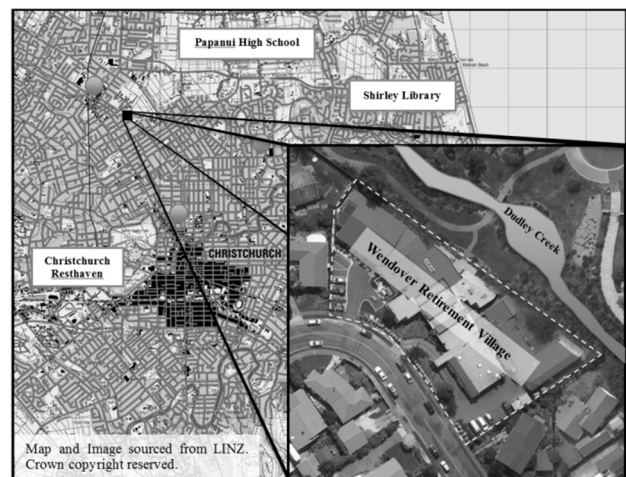 Papanui High School
Shirley Library
Dudley Creek
CHRISTCHURCH
Christchurch
Resthaven
Wendover Retirement Village
Map and Image sourced from LINZ.
Crown copyright reserved.